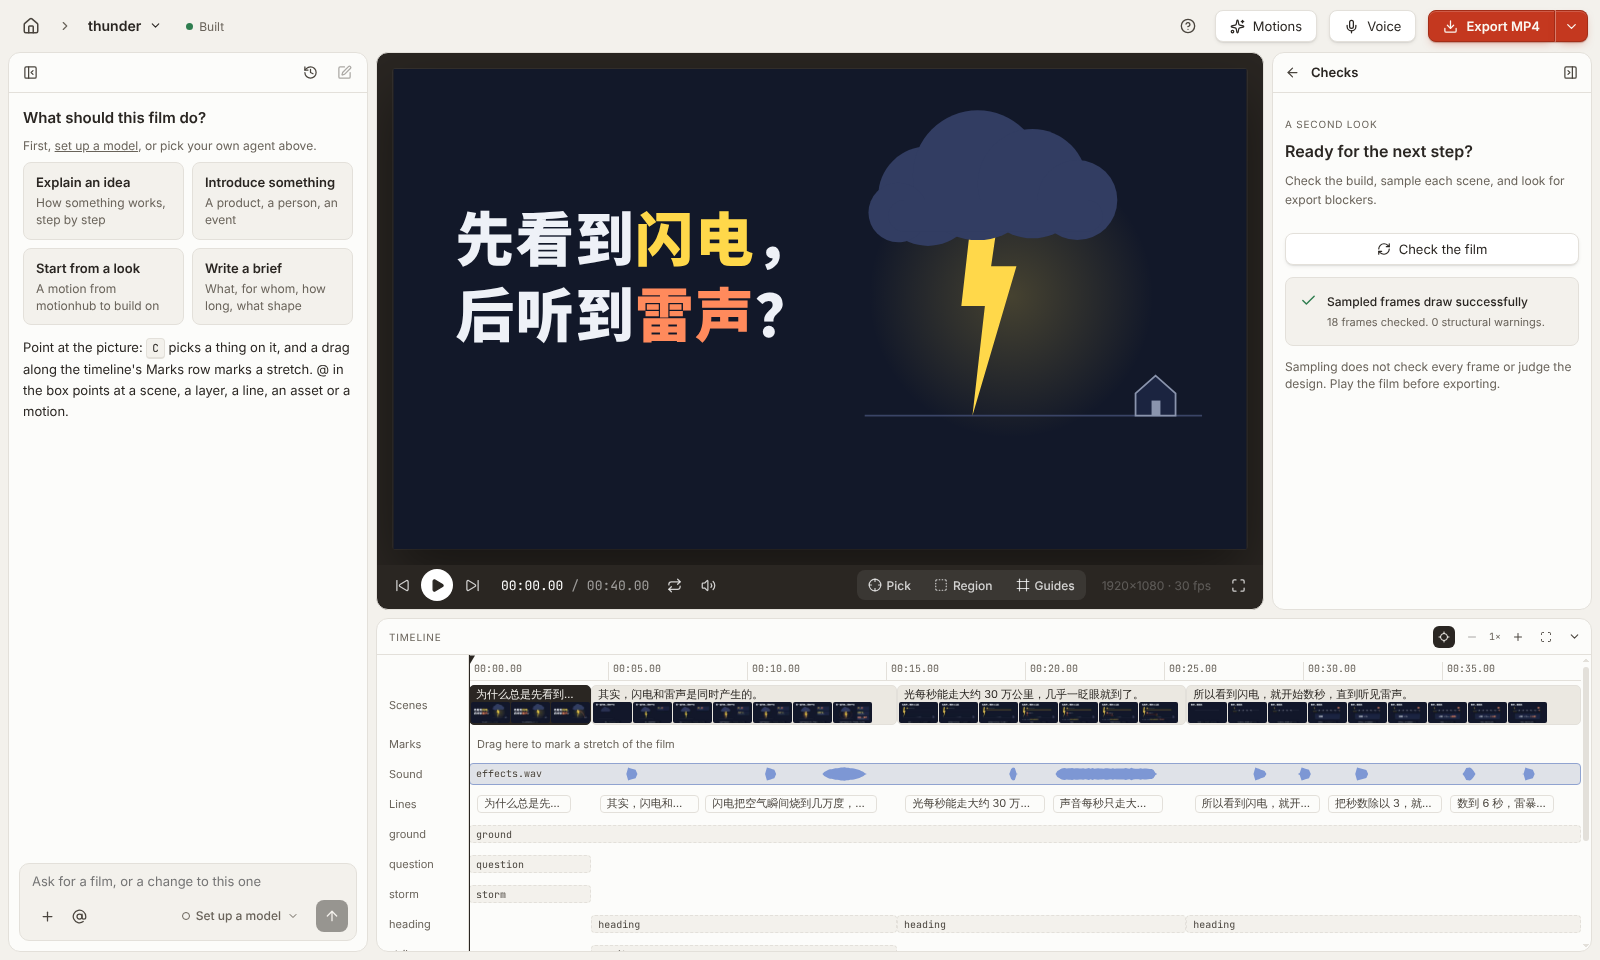 thunder
Built
Motions
Voice
Export MP4
What should this film do?
First, set up a model, or pick your own agent above.
Explain an idea
How something works, step by step
Introduce something
A product, a person, an event
Start from a look
A motion from motionhub to build on
Write a brief
What, for whom, how long, what shape
Point at the picture: C picks a thing on it, and a drag
along the timeline's Marks row marks a stretch. @ in
the box points at a scene, a layer, a line, an asset or a
motion.
Ask for a film, or a change to this one
Set up a model
先看到闪电，
后听到雷声？
00:00.00 / 00:40.00
Pick
Region
Guides
1920×1080 · 30 fps
Checks
A SECOND LOOK
Ready for the next step?
Check the build, sample each scene, and look for
export blockers.
Check the film
Sampled frames draw successfully
18 frames checked. 0 structural warnings.
Sampling does not check every frame or judge the
design. Play the film before exporting.
TIMELINE
1×
00:00.00 00:05.00 00:10.00 00:15.00 00:20.00 00:25.00 00:30.00 00:35.00
Scenes
为什么总是先看到...
其实，闪电和雷声是同时产生的。
光每秒能走大约 30 万公里，几乎一眨眼就到了。
所以看到闪电，就开始数秒，直到听见雷声。
Marks
Drag here to mark a stretch of the film
Sound
effects.wav
Lines
为什么总是先...
其实，闪电和...
闪电把空气瞬间烧到几万度，...
光每秒能走大约 30 万...
声音每秒只走大...
所以看到闪电，就开...
把秒数除以 3，就...
数到 6 秒，雷暴...
ground
ground
question
question
storm
storm
heading
heading
heading
heading